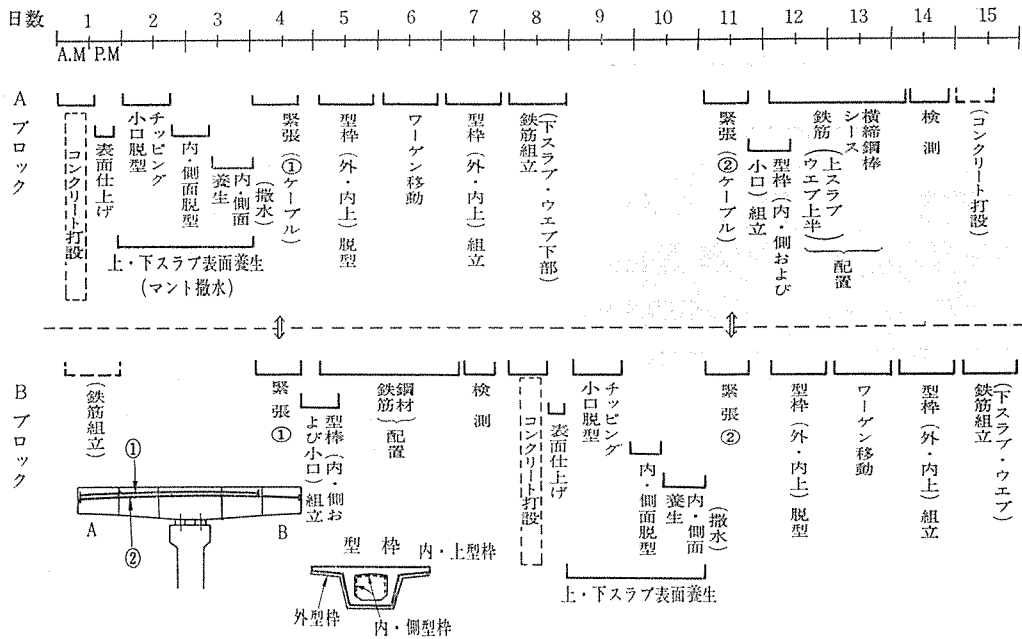 日数 1 2 3 4 5 6 7 8 9 10 11 12 13 14 15
A.M P.M
Aブロック
コンクリート打設
表面仕上げ
チッピング
小口脱型
内・側面脱型
内・側面
養生
(撒水)
上・下スラブ表面養生
(マント撒水)
緊張(①ケーブル)
型枠(外・内上)脱型
ワーゲン移動
型枠(外・内上)組立
(下スラブ・ウエブ下部)
鉄筋組立
緊張(②ケーブル)
型枠(内・側および
小口)組立
横締鋼棒
シース
鉄筋(上スラブ
ウエブ上半)
配置
検測
(コンクリート打設)
Bブロック
(鉄筋組立)
緊張①
型棒(内・側お
よび小口)組立
鋼材
鉄筋
配置
検測
コンクリート打設
表面仕上げ
チッピング
小口脱型
内・側面脱型
内・側面
養生
(撒水)
上・下スラブ表面養生
緊張②
型枠(外・内上)脱型
ワーゲン移動
型枠(外・内上)組立
(下スラブ・ウエブ)
鉄筋組立
①
A B
②
型枠
内・上型枠
外型枠
内・側型枠